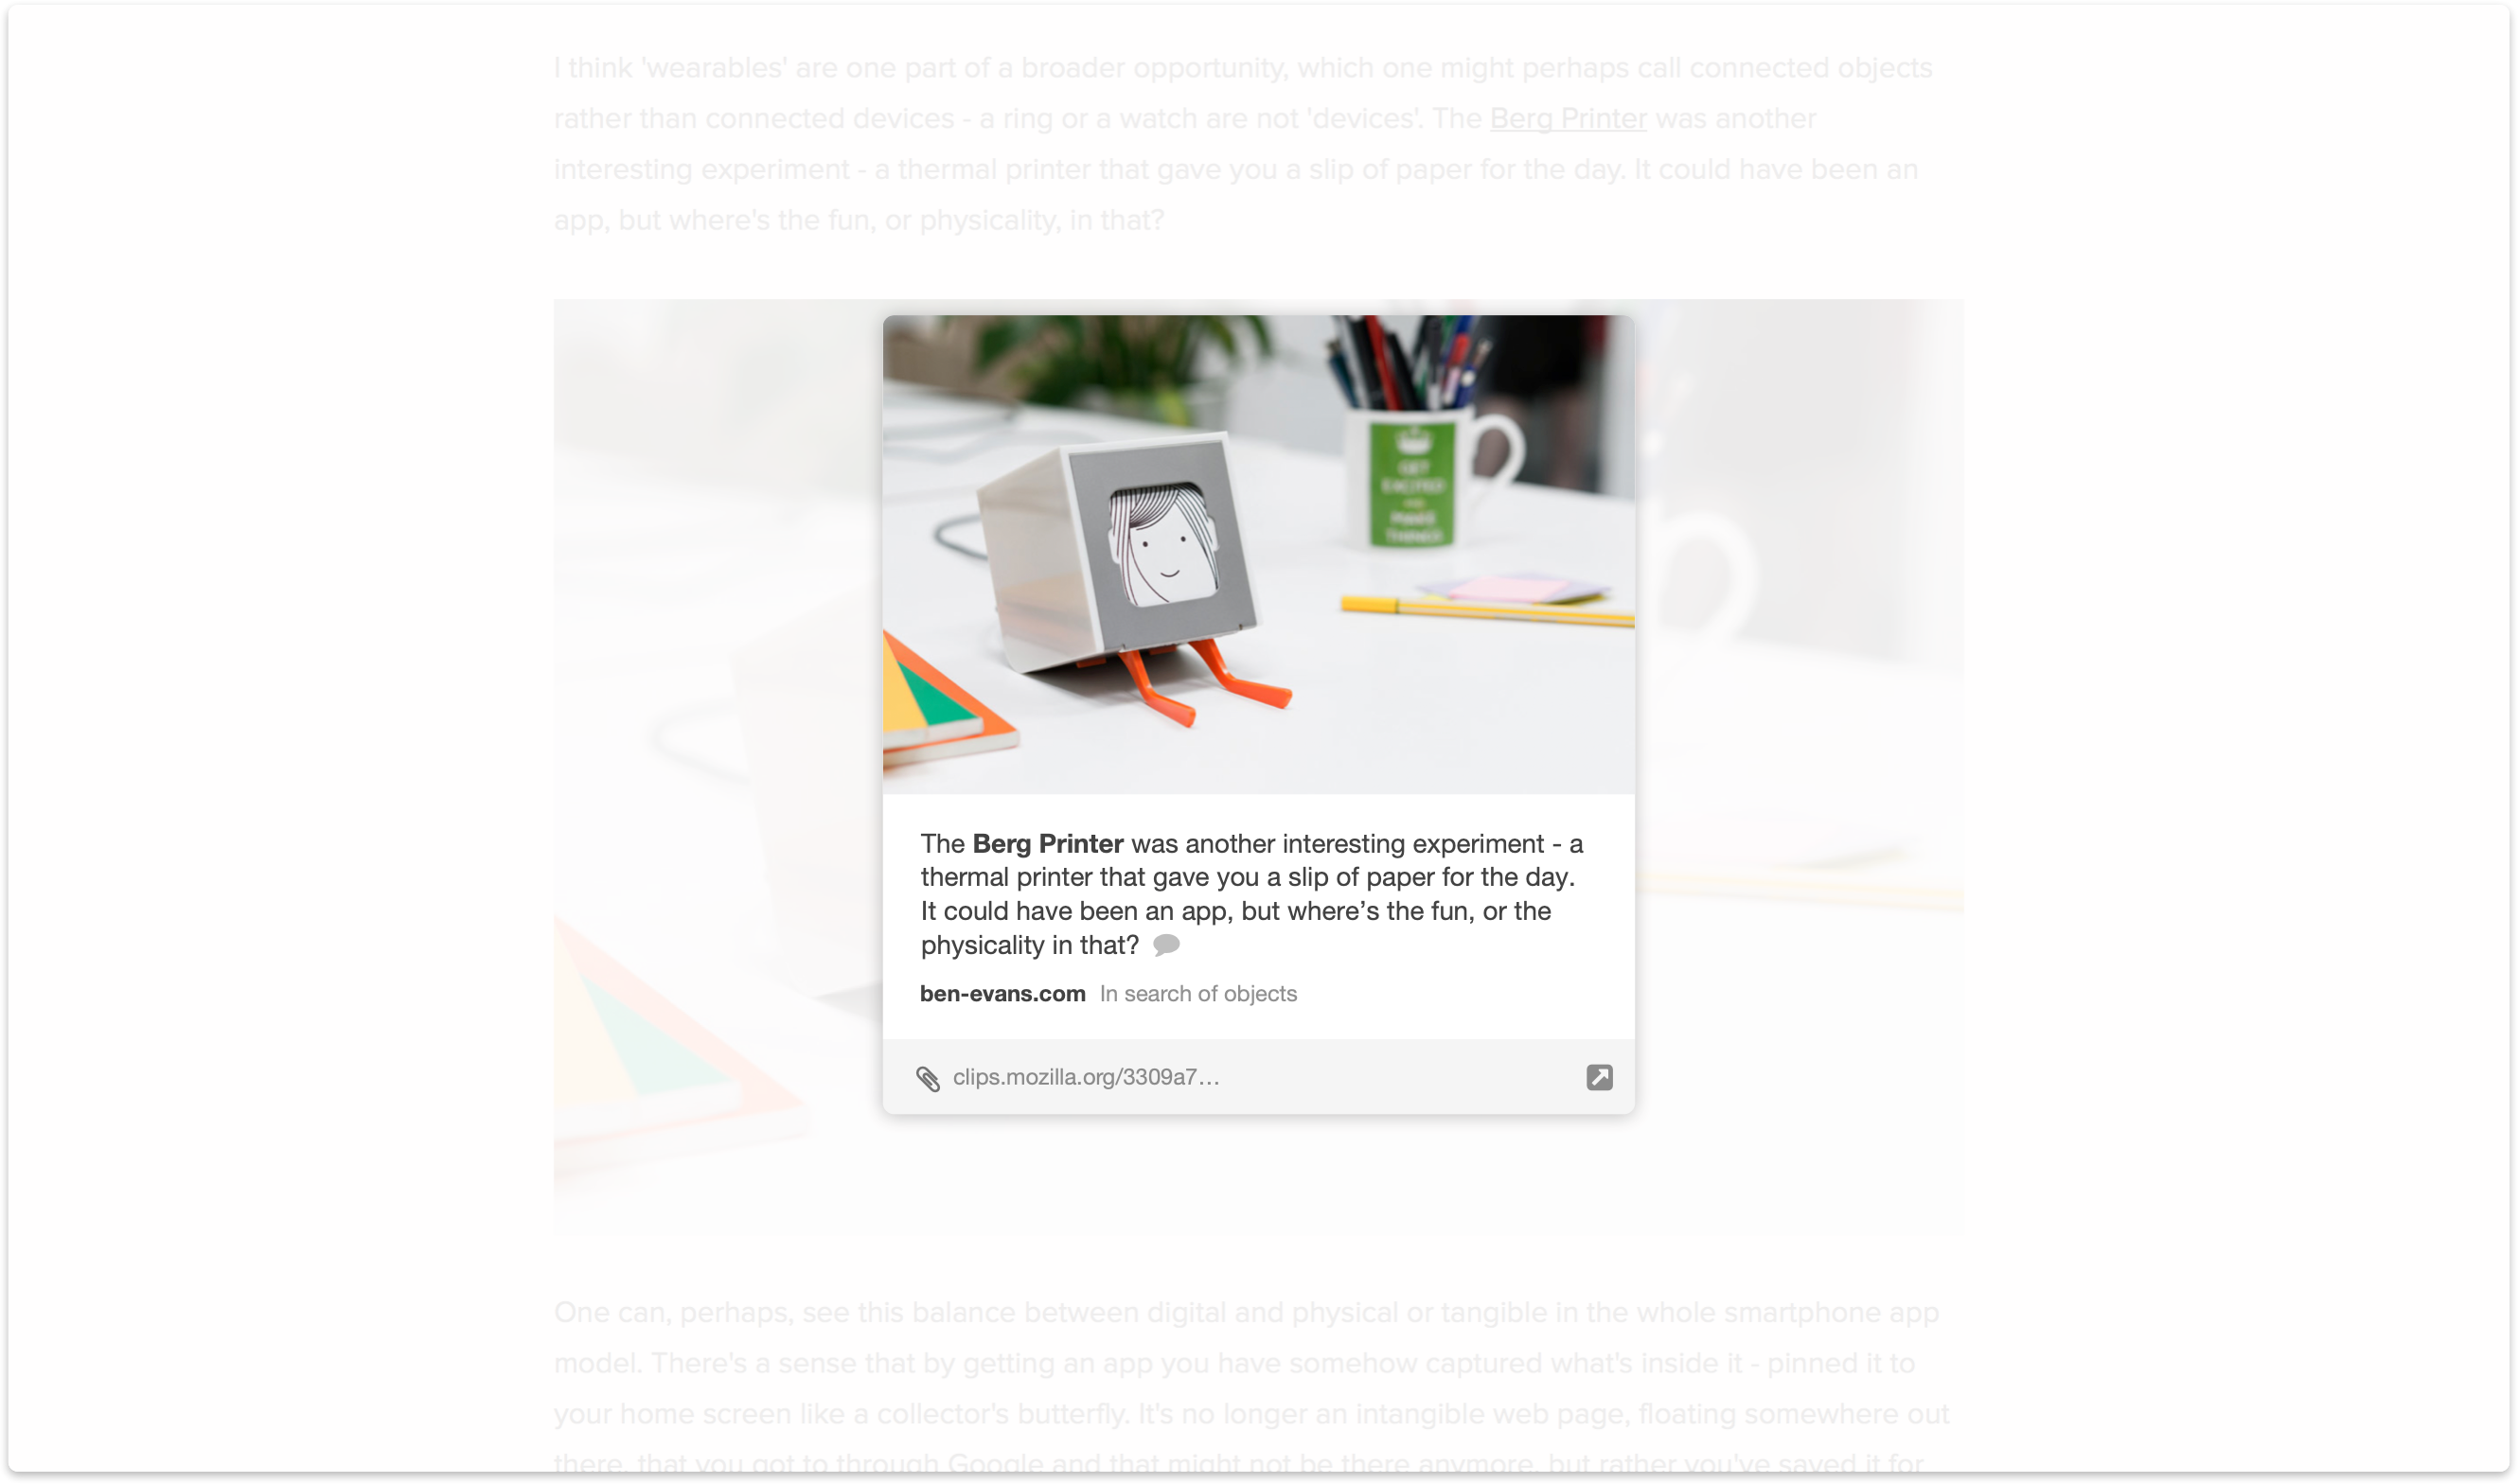 I think 'wearables' are one part of a broader opportunity, which one might perhaps call connected objects
rather than connected devices - a ring or a watch are not 'devices'. The Berg Printer was another
interesting experiment - a thermal printer that gave you a slip of paper for the day. It could have been an
app, but where's the fun, or physicality, in that?
GET
EXCITED
AND
MAKE
THINGS
The Berg Printer was another interesting experiment - a
thermal printer that gave you a slip of paper for the day.
It could have been an app, but where’s the fun, or the
physicality in that?
ben-evans.com In search of objects
clips.mozilla.org/3309a7…
One can, perhaps, see this balance between digital and physical or tangible in the whole smartphone app
model. There's a sense that by getting an app you have somehow captured what's inside it - pinned it to
your home screen like a collector's butterfly. It's no longer an intangible web page, floating somewhere out
there, that you got to through Google and that might not be there anymore, but rather you've saved it for